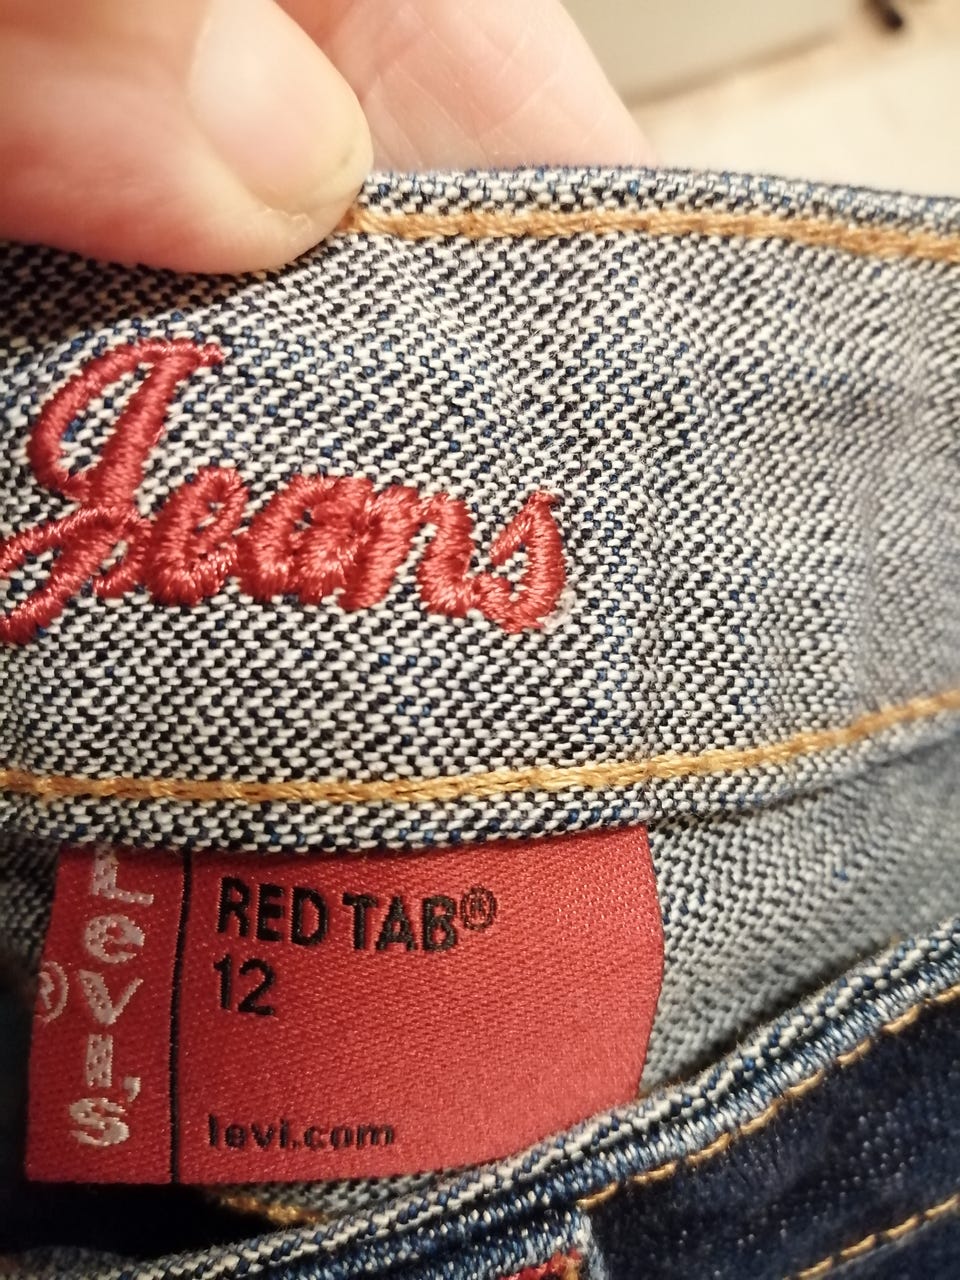 Jeans
Levi's
®
RED TAB®
12
levi.com